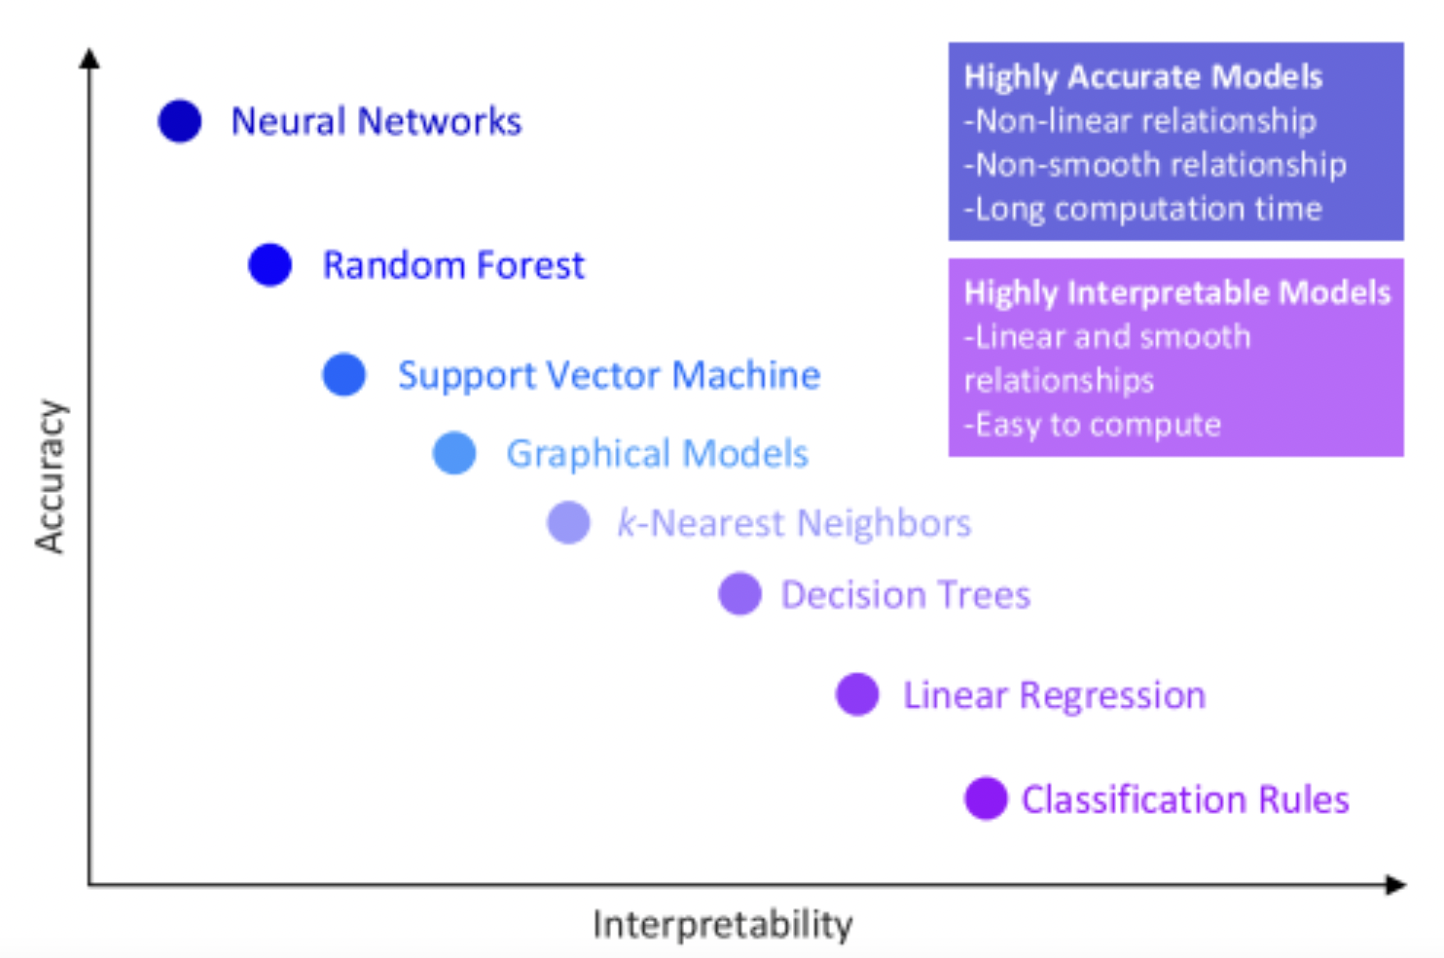 Highly Accurate Models
-Non-linear relationship
-Non-smooth relationship
-Long computation time
Highly Interpretable Models
-Linear and smooth
relationships
-Easy to compute
Neural Networks
Random Forest
Support Vector Machine
Graphical Models
k-Nearest Neighbors
Decision Trees
Linear Regression
Classification Rules
Accuracy
Interpretability